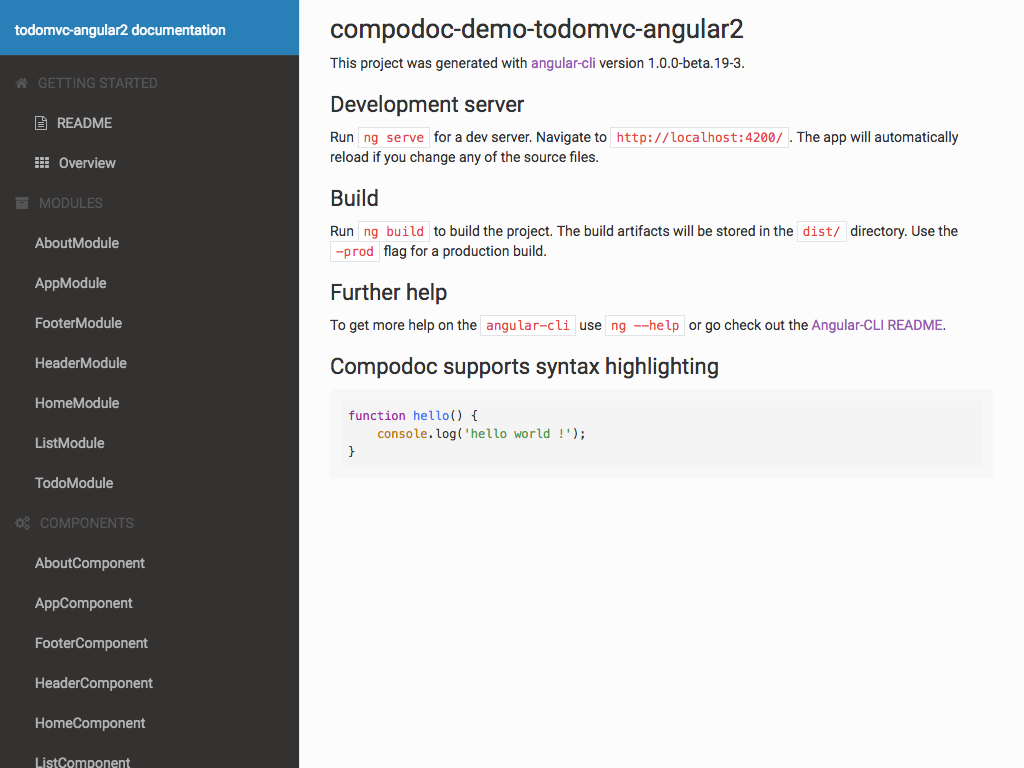 todomvc-angular2 documentation
GETTING STARTED
README
Overview
MODULES
AboutModule
AppModule
FooterModule
HeaderModule
HomeModule
ListModule
TodoModule
COMPONENTS
AboutComponent
AppComponent
FooterComponent
HeaderComponent
HomeComponent
ListComponent
compodoc-demo-todomvc-angular2
This project was generated with angular-cli version 1.0.0-beta.19-3.
Development server
Run ng serve for a dev server. Navigate to http://localhost:4200/. The app will automatically
reload if you change any of the source files.
Build
Run ng build to build the project. The build artifacts will be stored in the dist/ directory. Use the
-prod flag for a production build.
Further help
To get more help on the angular-cli use ng --help or go check out the Angular-CLI README.
Compodoc supports syntax highlighting
function hello() {
    console.log('hello world !');
}